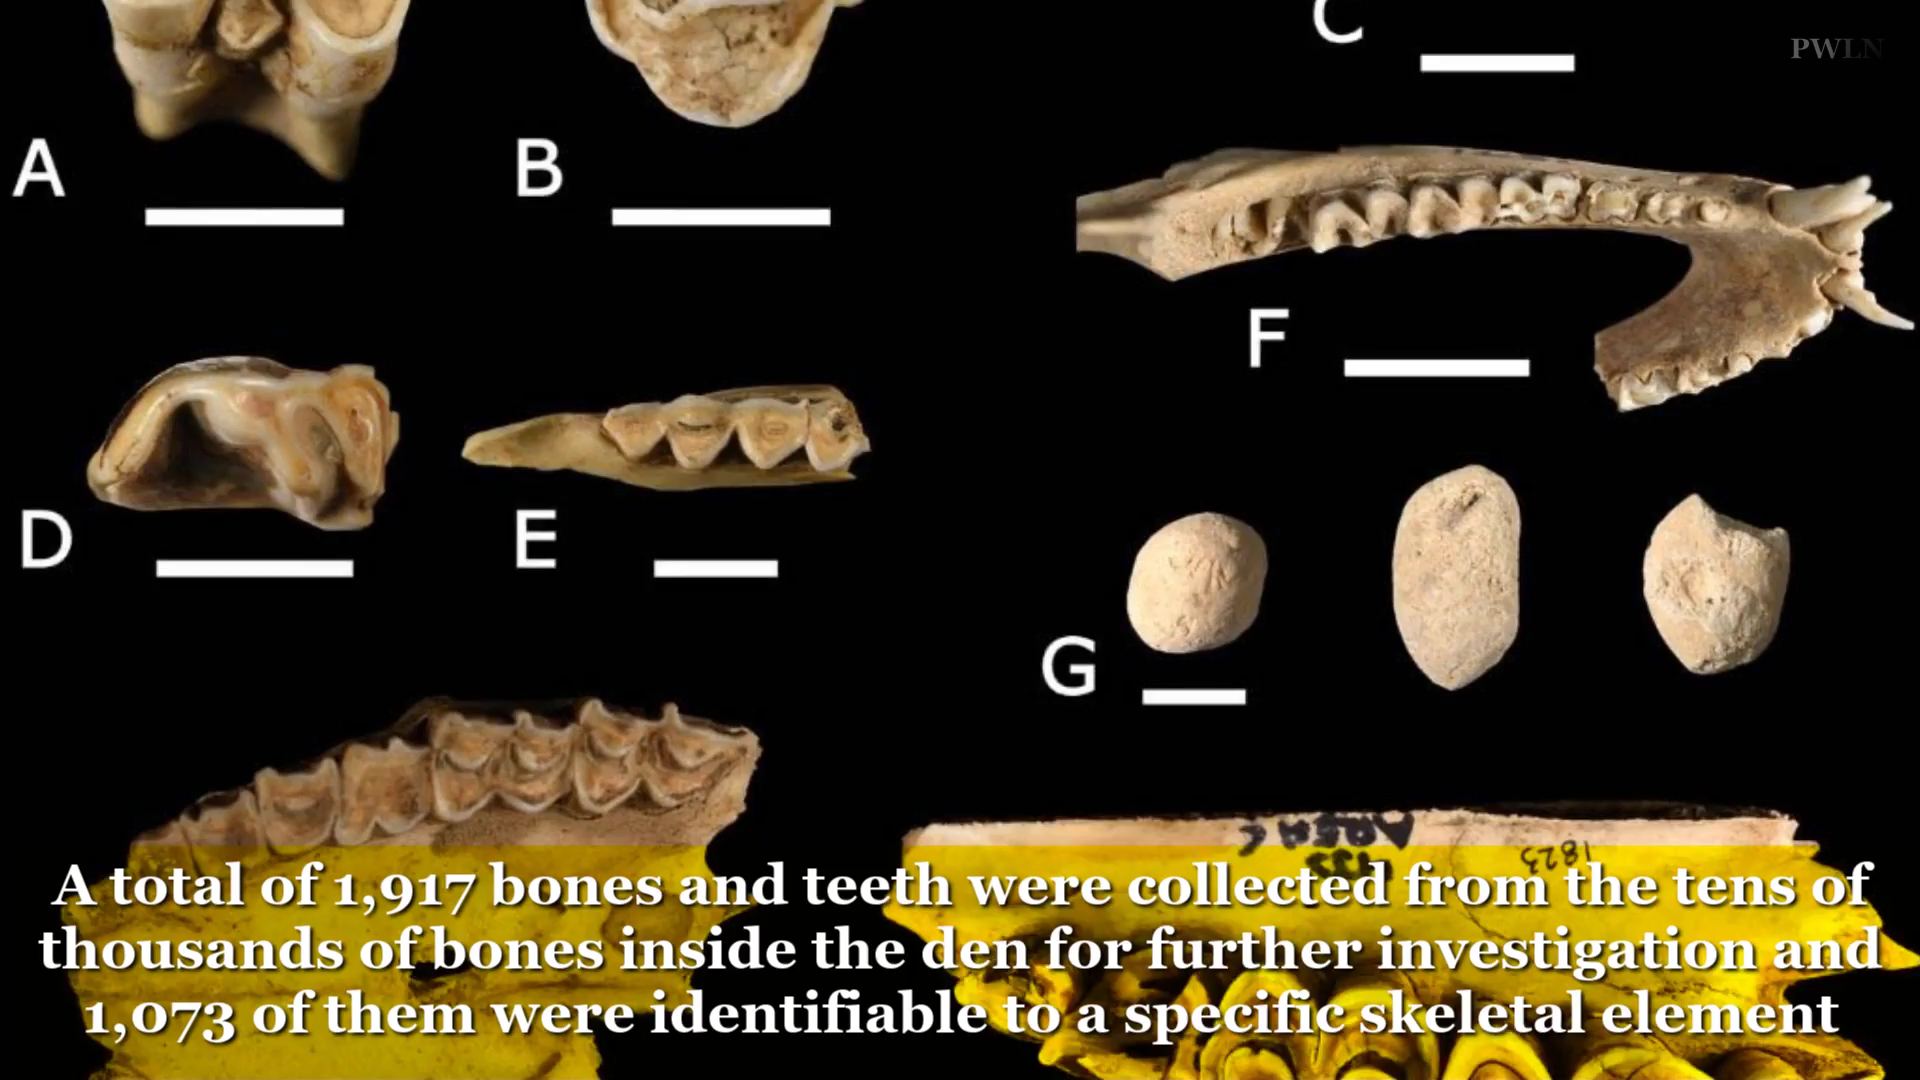 C
PWLN
A
B
F
D
E
G
1823
A total of 1,917 bones and teeth were collected from the tens of
thousands of bones inside the den for further investigation and
1,073 of them were identifiable to a specific skeletal element